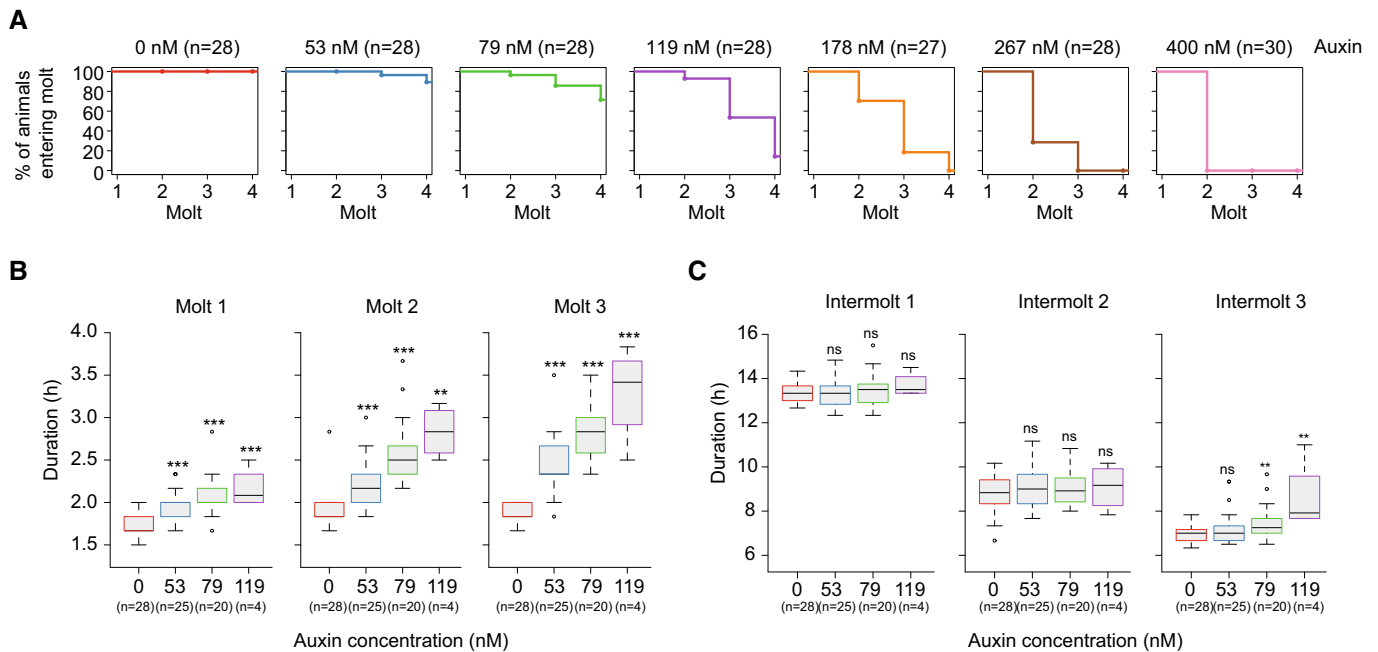 A
0 nM (n=28) 53 nM (n=28) 79 nM (n=28) 119 nM (n=28) 178 nM (n=27) 267 nM (n=28) 400 nM (n=30) Auxin
% of animals
entering molt
100
80
60
40
20
0
1 2 3 4 1 2 3 4 1 2 3 4 1 2 3 4 1 2 3 4 1 2 3 4 1 2 3 4
Molt Molt Molt Molt Molt Molt Molt
B
Molt 1 Molt 2 Molt 3
Duration (h)
4.0
3.5
3.0
2.5
2.0
1.5
*** *** ***
*** *** **
*** *** ***
0 53 79 119 0 53 79 119 0 53 79 119
(n=28) (n=25) (n=20) (n=4) (n=28) (n=25) (n=20) (n=4) (n=28) (n=25) (n=20) (n=4)
Auxin concentration (nM)
C
Intermolt 1 Intermolt 2 Intermolt 3
Duration (h)
16
14
12
10
8
6
ns ns ns
ns ns ns
ns ** **
0 53 79 119 0 53 79 119 0 53 79 119
(n=28) (n=25) (n=20) (n=4) (n=28) (n=25) (n=20) (n=4) (n=28) (n=25) (n=20) (n=4)
Auxin concentration (nM)